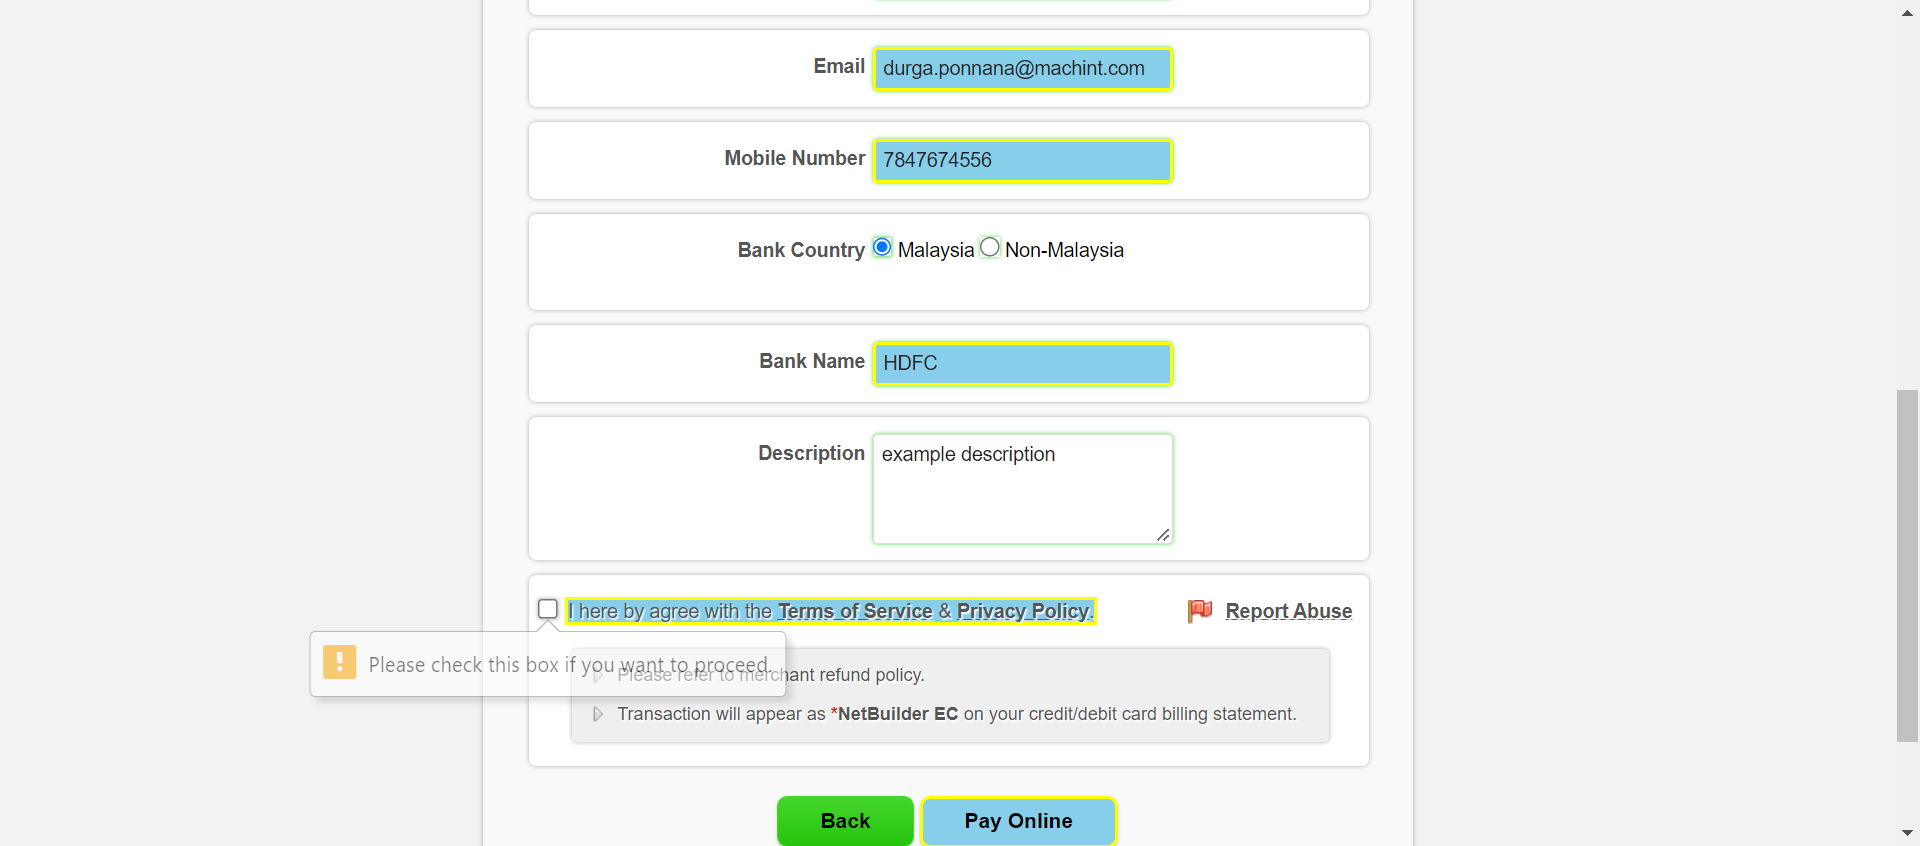 Email durga.ponnana@machint.com
Mobile Number 7847674556
Bank Country Malaysia Non-Malaysia
Bank Name HDFC
Description example description
I here by agree with the Terms of Service & Privacy Policy. Report Abuse
Please check this box if you want to proceed.
Please refer to merchant refund policy.
Transaction will appear as *NetBuilder EC on your credit/debit card billing statement.
Back Pay Online